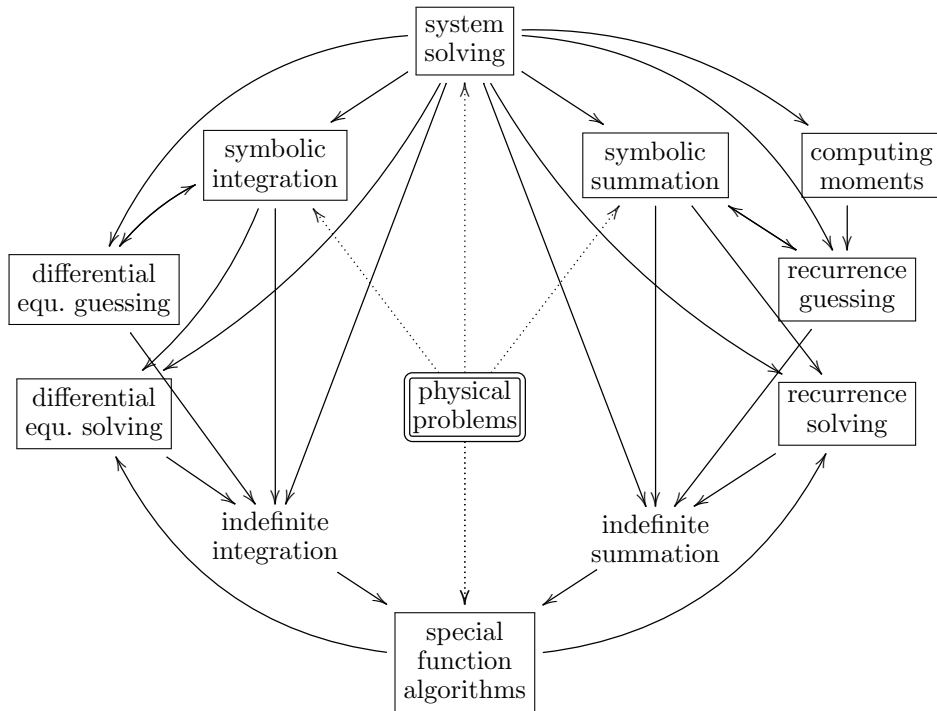 system
solving
symbolic
integration
symbolic
summation
computing
moments
differential
equ. guessing
recurrence
guessing
differential
equ. solving
physical
problems
recurrence
solving
indefinite
integration
indefinite
summation
special
function
algorithms